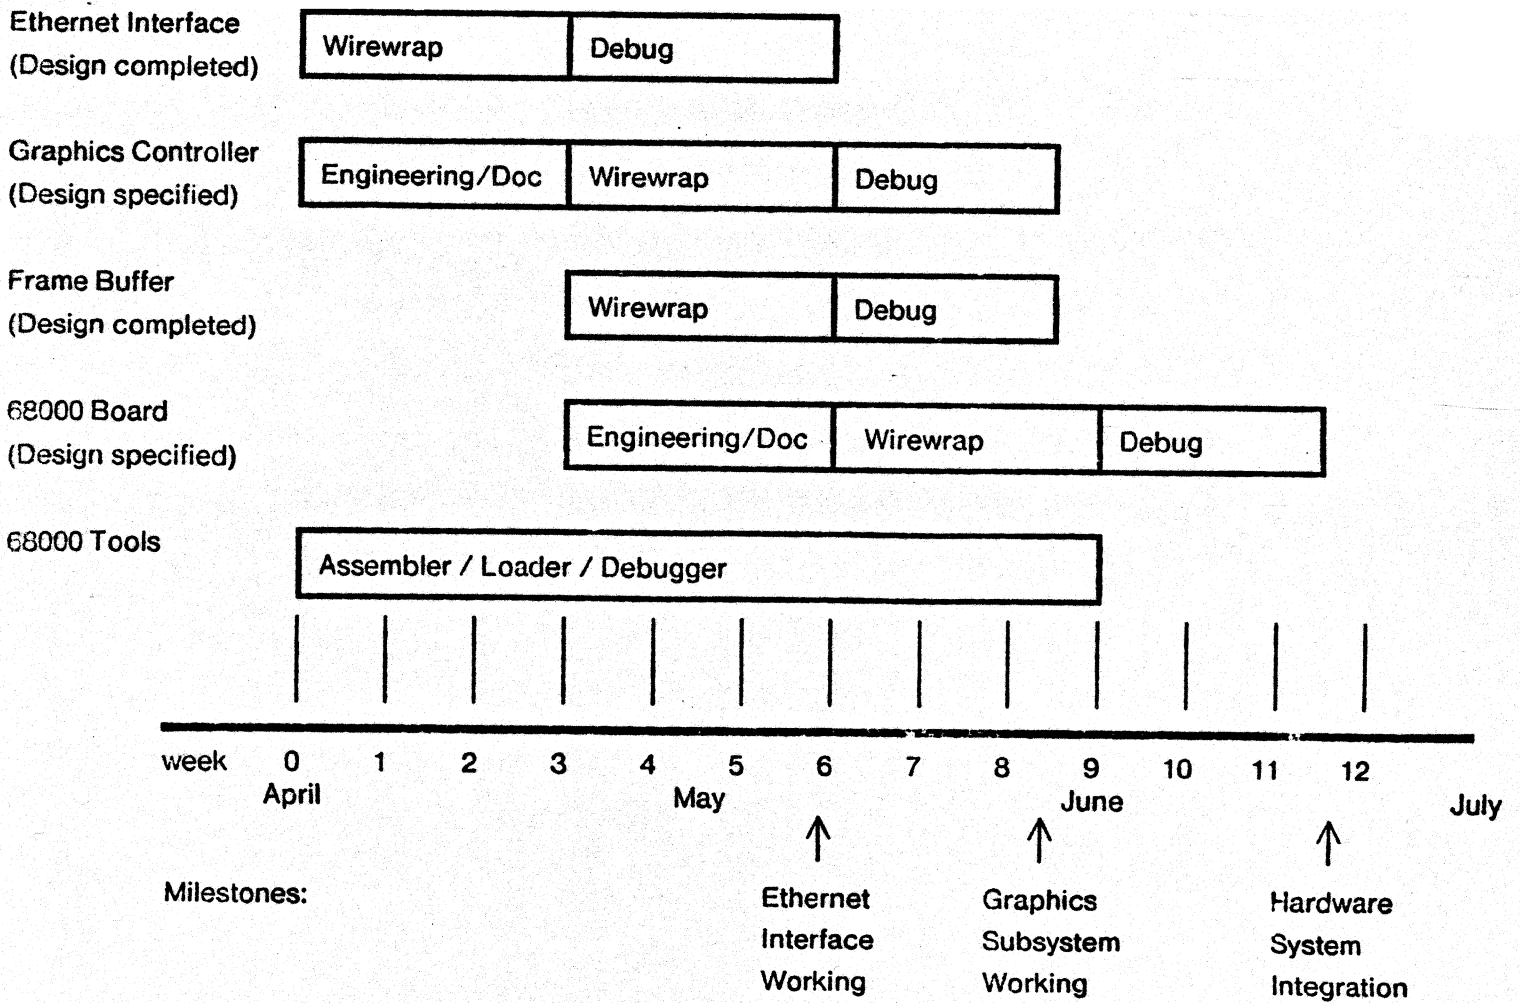 Ethernet Interface
(Design completed)
Wirewrap
Debug
Graphics Controller
(Design specified)
Engineering/Doc
Wirewrap
Debug
Frame Buffer
(Design completed)
Wirewrap
Debug
68000 Board
(Design specified)
Engineering/Doc
Wirewrap
Debug
68000 Tools
Assembler / Loader / Debugger
week 0 1 2 3 4 5 6 7 8 9 10 11 12
April May June July
Milestones:
Ethernet
Interface
Working
Graphics
Subsystem
Working
Hardware
System
Integration